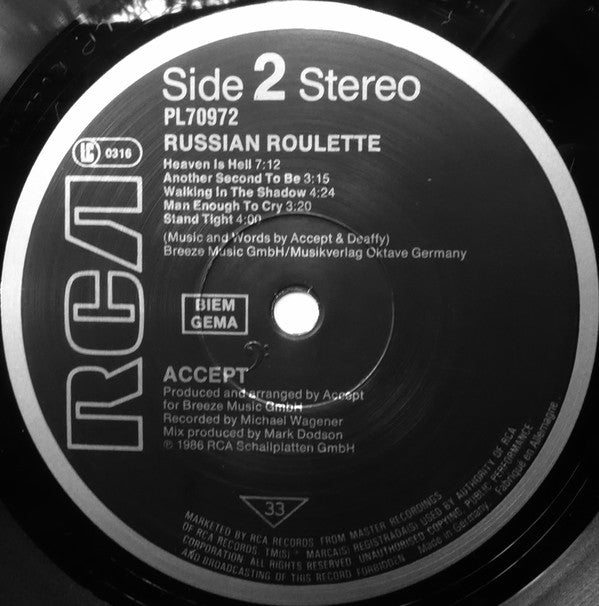 Side 2 Stereo
PL70972
RUSSIAN ROULETTE
LC 0316
Heaven Is Hell 7:12
Another Second To Be 3:15
Walking In The Shadow 4:24
Man Enough To Cry 3:20
Stand Tight 4:00
(Music and Words by Accept & Deaffy)
Breeze Music GmbH/Musikverlag Oktave Germany
RCA
BIEM
GEMA
ACCEPT
Produced and arranged by Accept
for Breeze Music GmbH
Recorded by Michael Wagener
Mix produced by Mark Dodson
℗ 1986 RCA Schallplatten GmbH
33
MARKETED BY RCA RECORDS FROM MASTER RECORDINGS
OF RCA RECORDS. TM(S) ® MARCA(S) REGISTRADA(S) USED BY AUTHORITY OF RCA
CORPORATION. ALL RIGHTS RESERVED UNAUTHORISED COPYING, PUBLIC PERFORMANCE
AND BROADCASTING OF THIS RECORD FORBIDDEN
Made in Germany. Fabriqué en Allemagne.